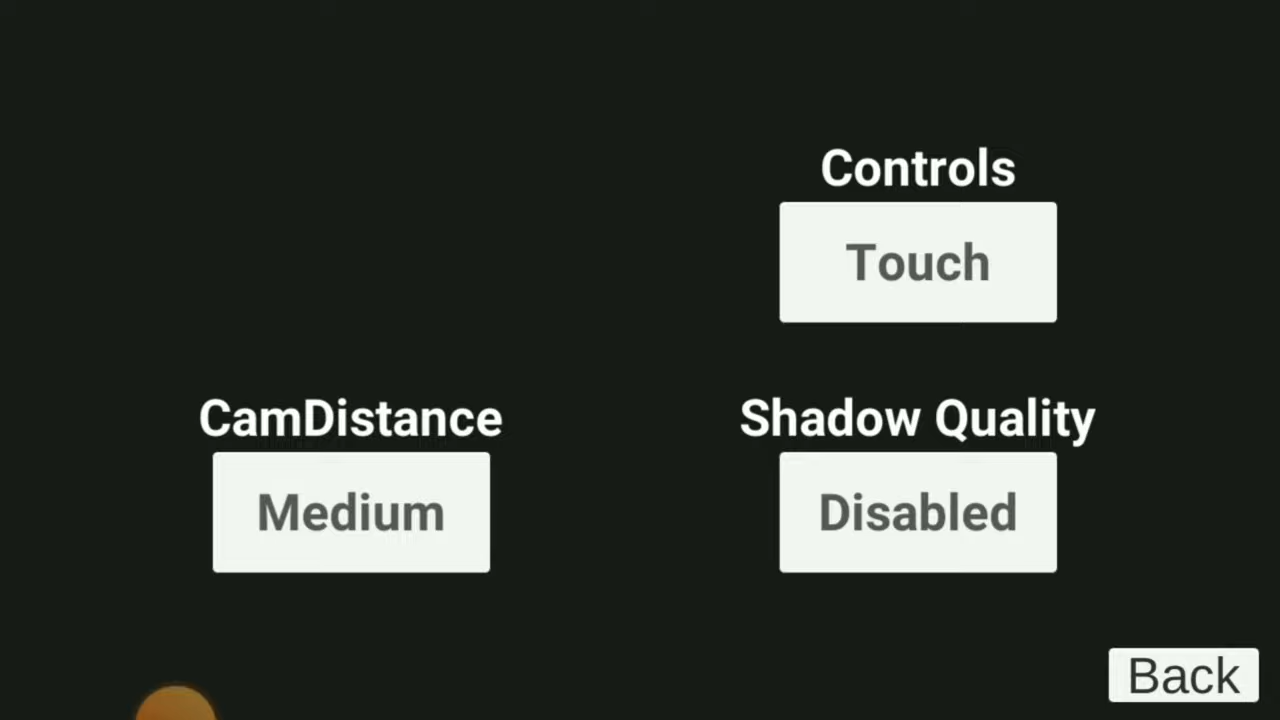 Controls
Touch
CamDistance
Medium
Shadow Quality
Disabled
Back